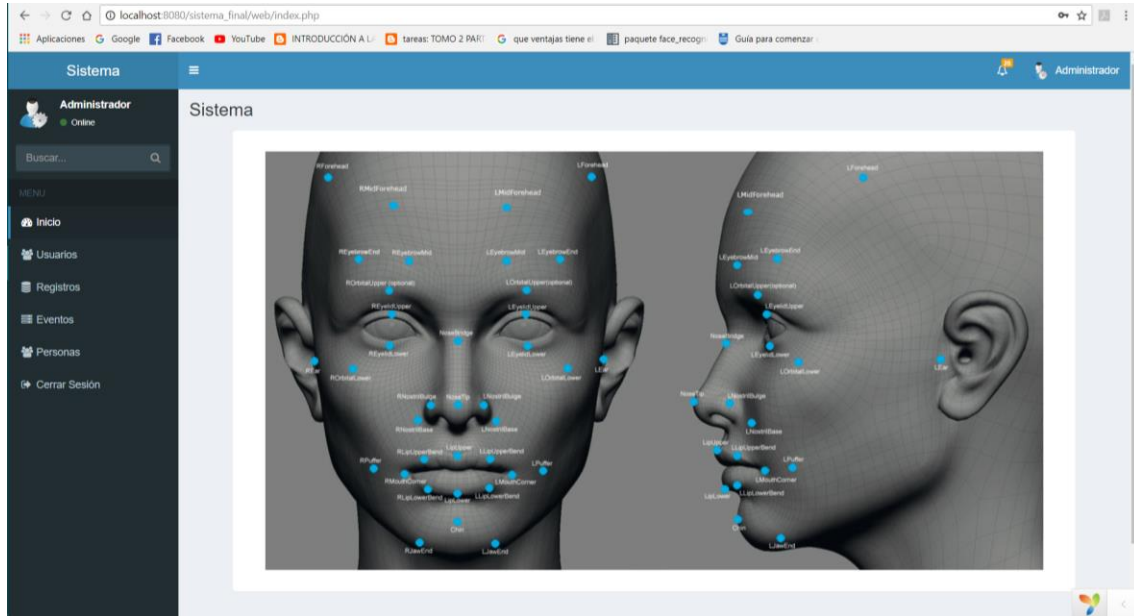 localhost:8080/sistema_final/web/index.php
Aplicaciones Google Facebook YouTube INTRODUCCIÓN A L tareas: TOMO 2 PART que ventajas tiene el paquete face_recogn Guía para comenzar
Sistema
Administrador
Administrador
Online
Sistema
Buscar...
MENU
Inicio
Usuarios
Registros
Eventos
Personas
Cerrar Sesión
RForehead LForehead
RMidForehead LMidForehead
REyebrowEnd REyebrowMid LEyebrowMid LEyebrowEnd
ROrbitalUpper (optional) LOrbitalUpper(optional)
REyelidUpper LEyelidUpper
NoseBridge
REyelidLower LEyelidLower
REar LEar
ROrbitalLower LOrbitalLower
RNostrilBulge NoseTip LNostrilBulge
RNostrilBase LNostrilBase
LipUpper
RLipUpperBend LLipUpperBend
RPuffer LPuffer
RMouthCorner LMouthCorner
RLipLowerBend LipLower LLipLowerBend
Chin
RJawEnd LJawEnd
LForehead
LMidForehead
LEyebrowMid LEyebrowEnd
LOrbitalUpper(optional)
LEyelidUpper
NoseBridge
LEyelidLower
LOrbitalLower LEar
NoseTip LNostrilBulge
LNostrilBase
LipUpper LLipUpperBend
LPuffer
LMouthCorner
LipLower LLipLowerBend
Chin
LJawEnd